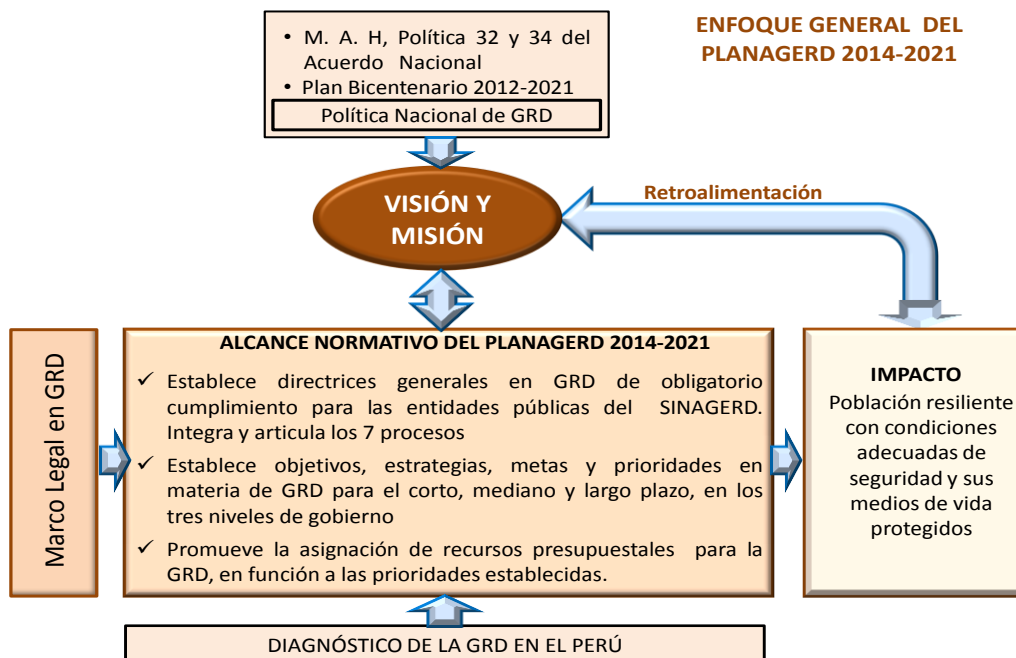 ENFOQUE GENERAL DEL
PLANAGERD 2014-2021
• M. A. H, Política 32 y 34 del
Acuerdo Nacional
• Plan Bicentenario 2012-2021
Política Nacional de GRD
VISIÓN Y
MISIÓN
Retroalimentación
Marco Legal en GRD
ALCANCE NORMATIVO DEL PLANAGERD 2014-2021
✓ Establece directrices generales en GRD de obligatorio
cumplimiento para las entidades públicas del SINAGERD.
Integra y articula los 7 procesos
✓ Establece objetivos, estrategias, metas y prioridades en
materia de GRD para el corto, mediano y largo plazo, en los
tres niveles de gobierno
✓ Promueve la asignación de recursos presupuestales para la
GRD, en función a las prioridades establecidas.
IMPACTO
Población resiliente
con condiciones
adecuadas de
seguridad y sus
medios de vida
protegidos
DIAGNÓSTICO DE LA GRD EN EL PERÚ